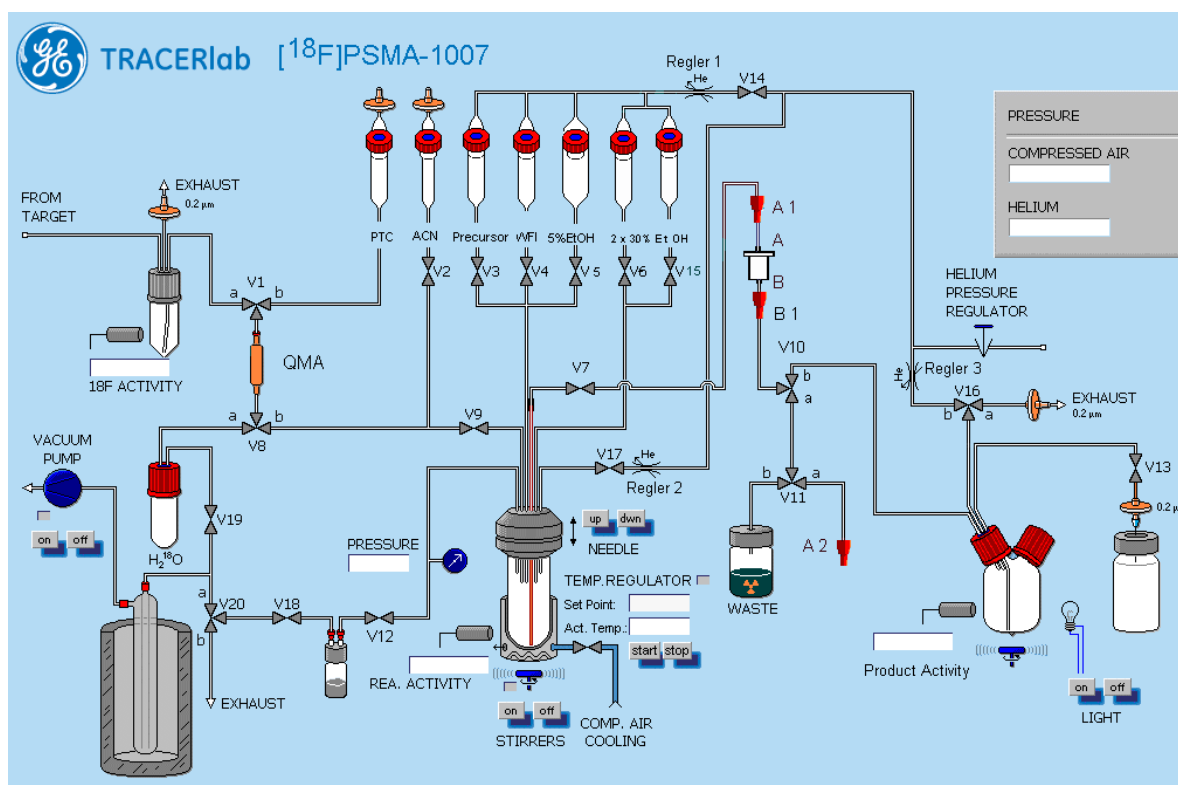 GE
TRACERlab [18F]PSMA-1007
Regler 1
He
V14
PRESSURE
COMPRESSED AIR
HELIUM
FROM
TARGET
EXHAUST
0.2 µm
PTC
ACN
Precursor
WFI
5%EtOH
2 x 30% Et OH
A 1
A
B
B 1
V1
a
b
V2
V3
V4
V 5
V6
V 15
HELIUM
PRESSURE
REGULATOR
QMA
18F ACTIVITY
V7
V10
b
a
He
Regler 3
V16
b
a
EXHAUST
0.2 µm
a
b
V8
V9
VACUUM
PUMP
on
off
V19
H218O
V17
He
Regler 2
b
a
V11
V13
0.2 µ
up
dwn
NEEDLE
PRESSURE
A 2
WASTE
TEMP.REGULATOR
Set Point:
Act. Temp.:
start
stop
a
V20
b
V18
V12
EXHAUST
REA. ACTIVITY
on
off
STIRRERS
COMP. AIR
COOLING
Product Activity
on
off
LIGHT